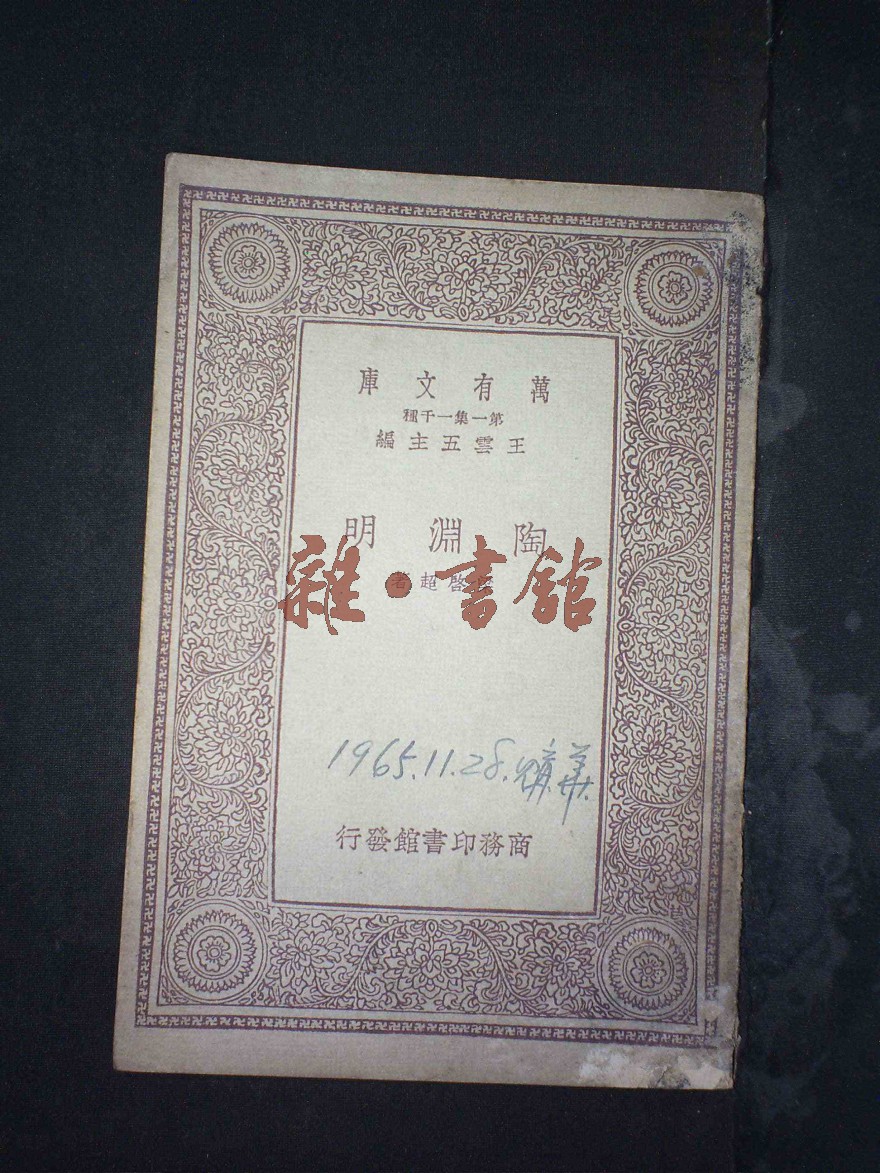 萬有文庫
第一集一千種
王雲五主編
陶淵明
梁啓超著
雜·書館
1965.11.28.
商務印書館發行